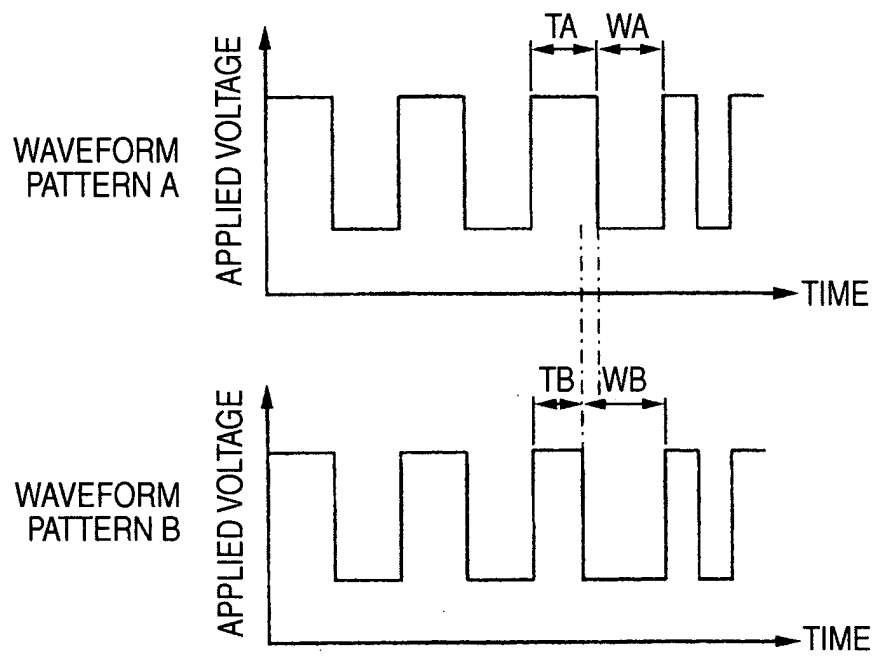 TA WA
APPLIED VOLTAGE
WAVEFORM
PATTERN A
TIME
TB WB
APPLIED VOLTAGE
WAVEFORM
PATTERN B
TIME